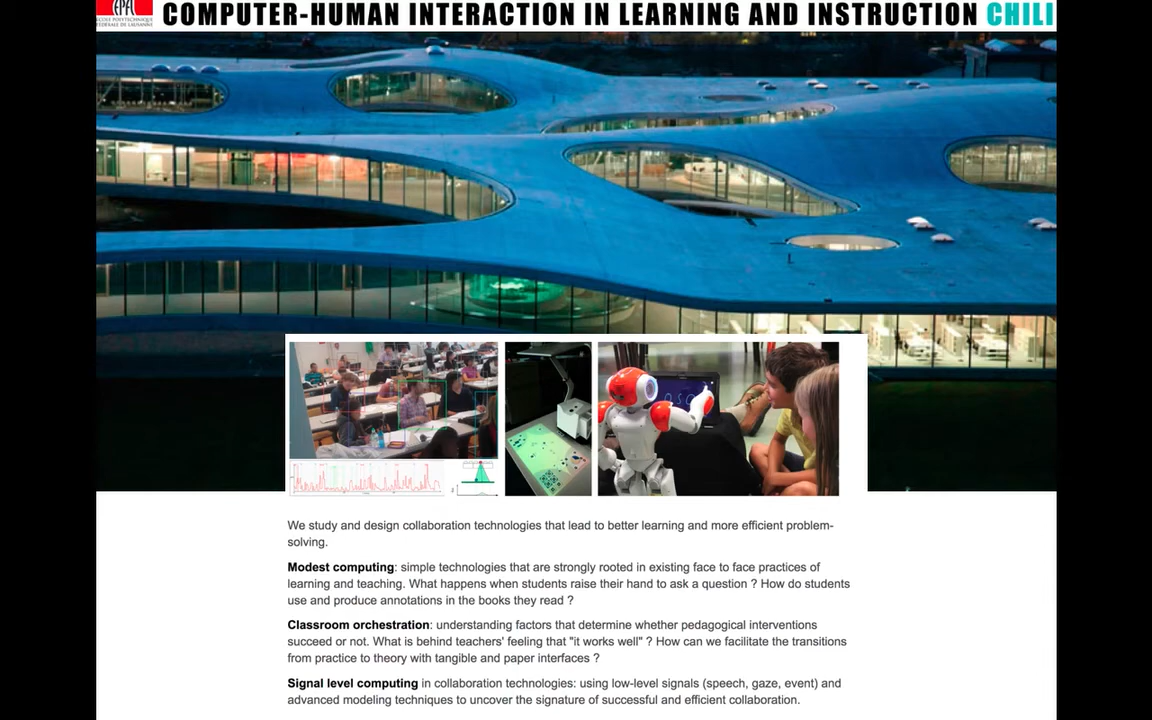 EPFL
ÉCOLE POLYTECHNIQUE
FÉDÉRALE DE LAUSANNE
COMPUTER-HUMAN INTERACTION IN LEARNING AND INSTRUCTION CHILI
We study and design collaboration technologies that lead to better learning and more efficient problem-
solving.
Modest computing: simple technologies that are strongly rooted in existing face to face practices of
learning and teaching. What happens when students raise their hand to ask a question ? How do students
use and produce annotations in the books they read ?
Classroom orchestration: understanding factors that determine whether pedagogical interventions
succeed or not. What is behind teachers' feeling that "it works well" ? How can we facilitate the transitions
from practice to theory with tangible and paper interfaces ?
Signal level computing in collaboration technologies: using low-level signals (speech, gaze, event) and
advanced modeling techniques to uncover the signature of successful and efficient collaboration.